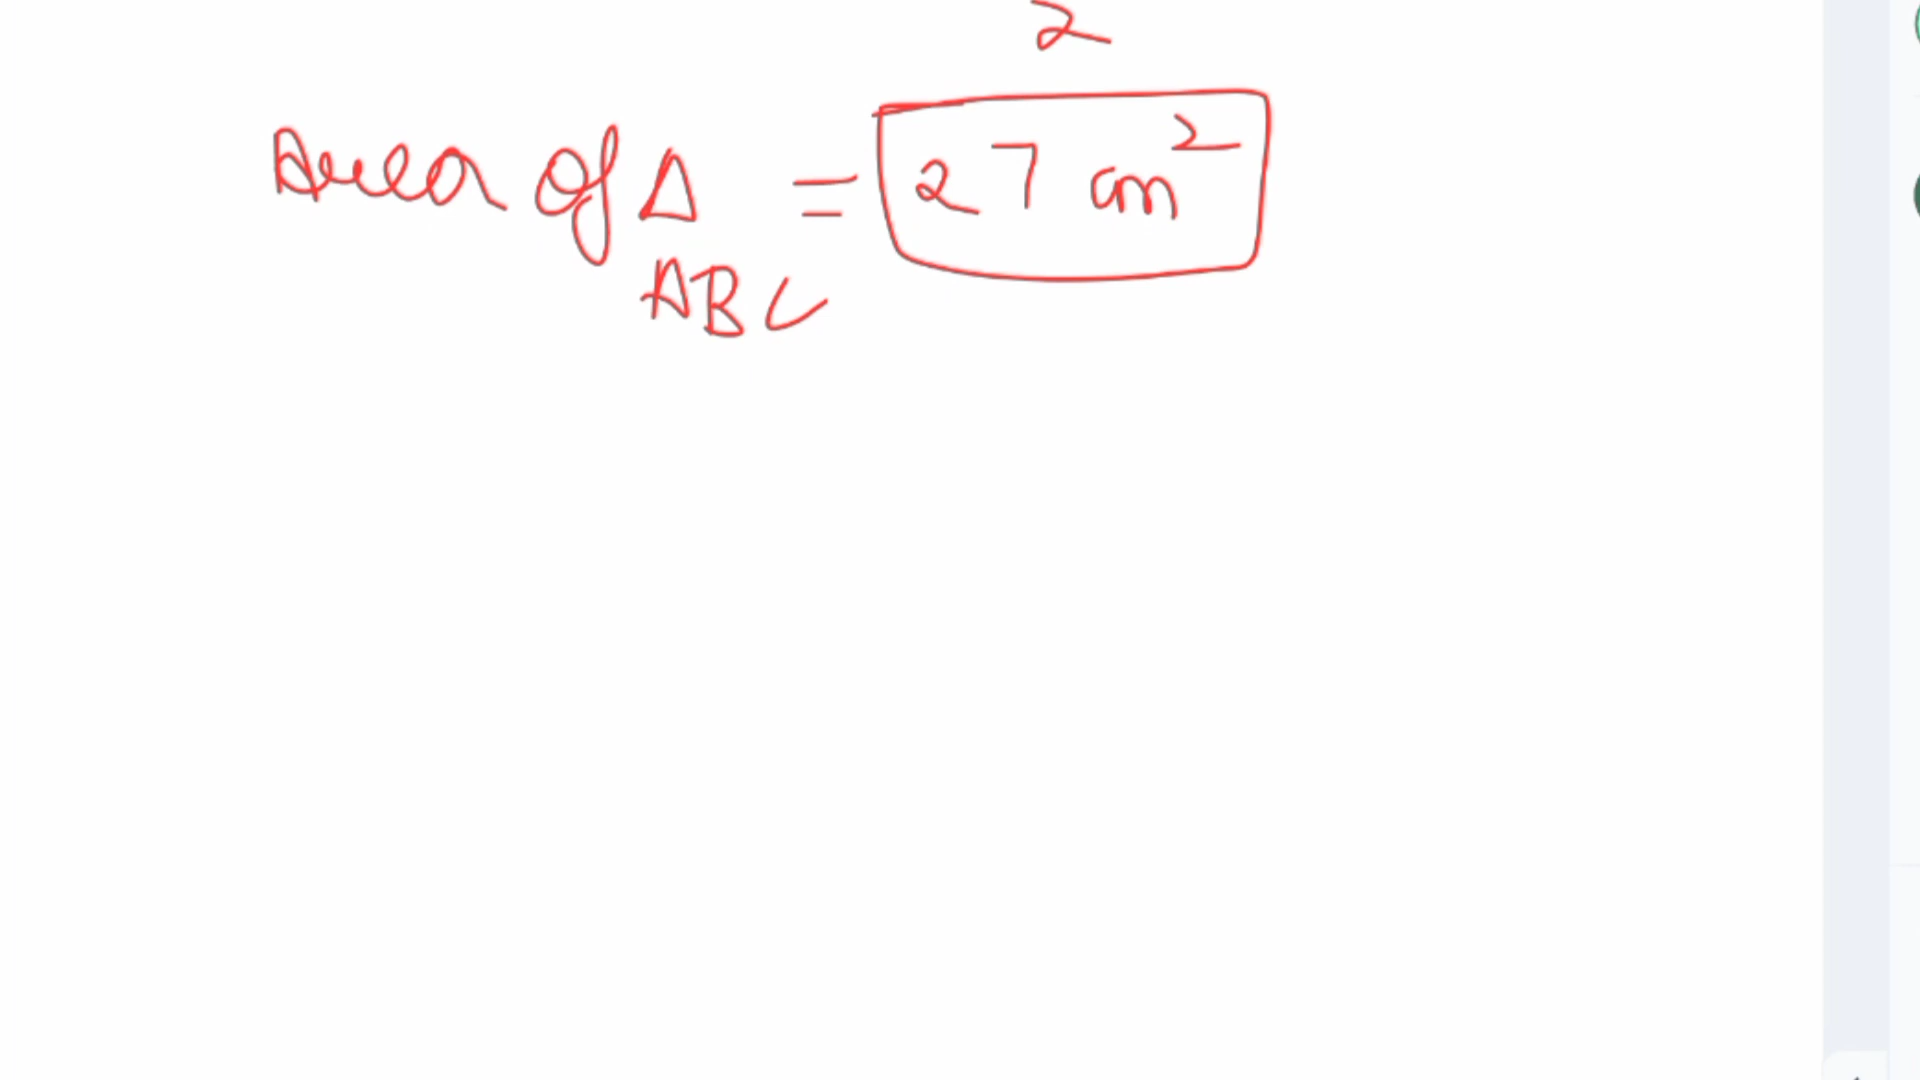 2
Area of Δ = 27 cm²
ABC